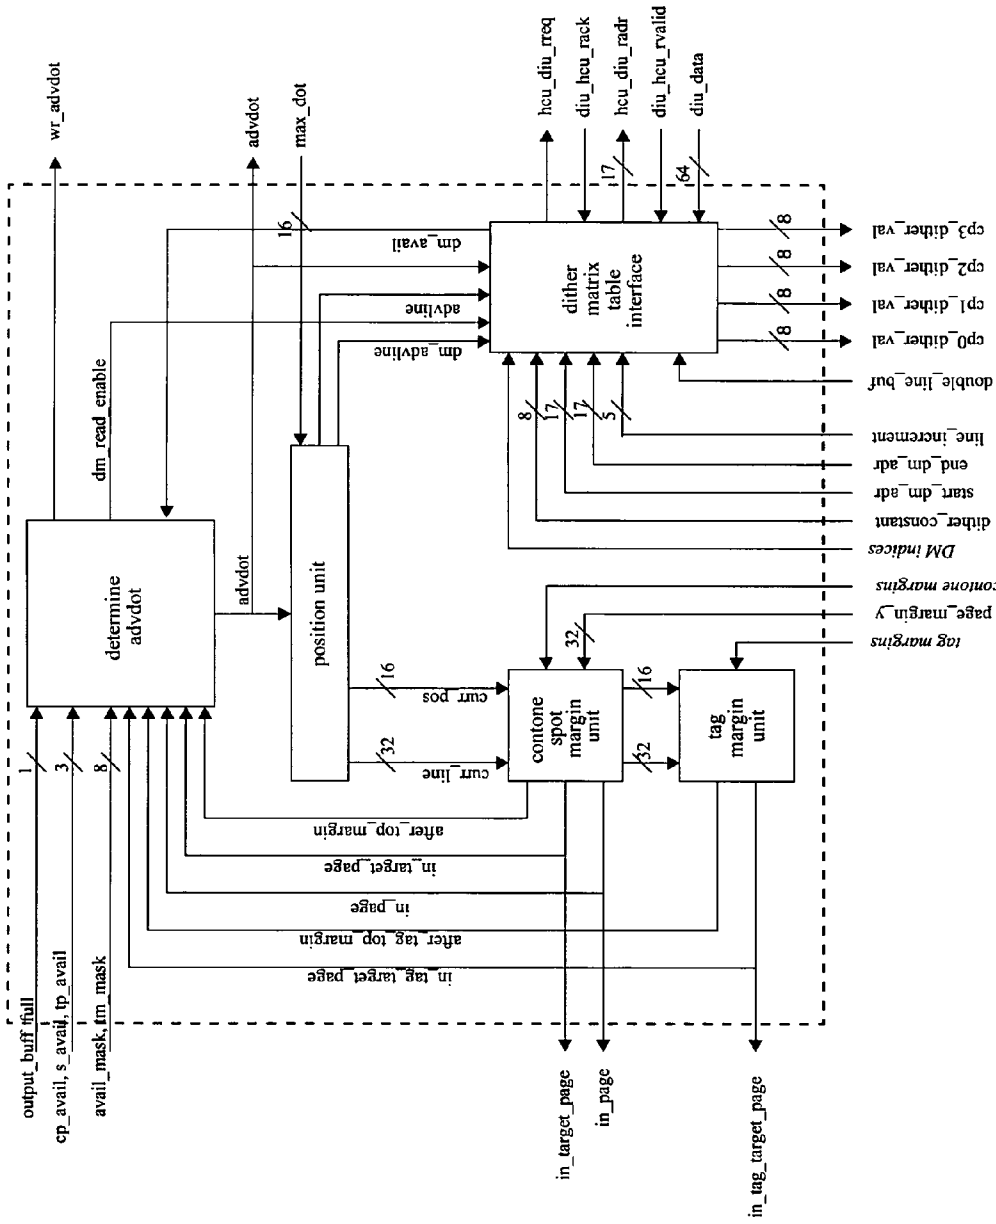 wr_advdot
advdot
max_dot
hcu_diu_rreq
diu_hcu_rack
hcu_diu_radr
diu_hcu_rvalid
diu_data
16
17
64
dm_avail
advline
dm_advline
dm_read_enable
advdot
determine
advdot
position unit
dither
matrix
table
interface
8
8
8
8
cp3_dither_val
cp2_dither_val
cp1_dither_val
cp0_dither_val
double_line_buf
line_increment
end_dm_adr
start_dm_adr
dither_constant
DM indices
contone margins
page_margin_y
tag margins
8
17
17
5
32
16
curr_pos
32
curr_line
contone
spot
margin
unit
16
32
tag
margin
unit
1
3
8
after_top_margin
in_target_page
in_page
after_tag_top_margin
in_tag_target_page
output_buff_full
cp_avail, s_avail, tp_avail
avail_mask, tm_mask
in_target_page
in_page
in_tag_target_page